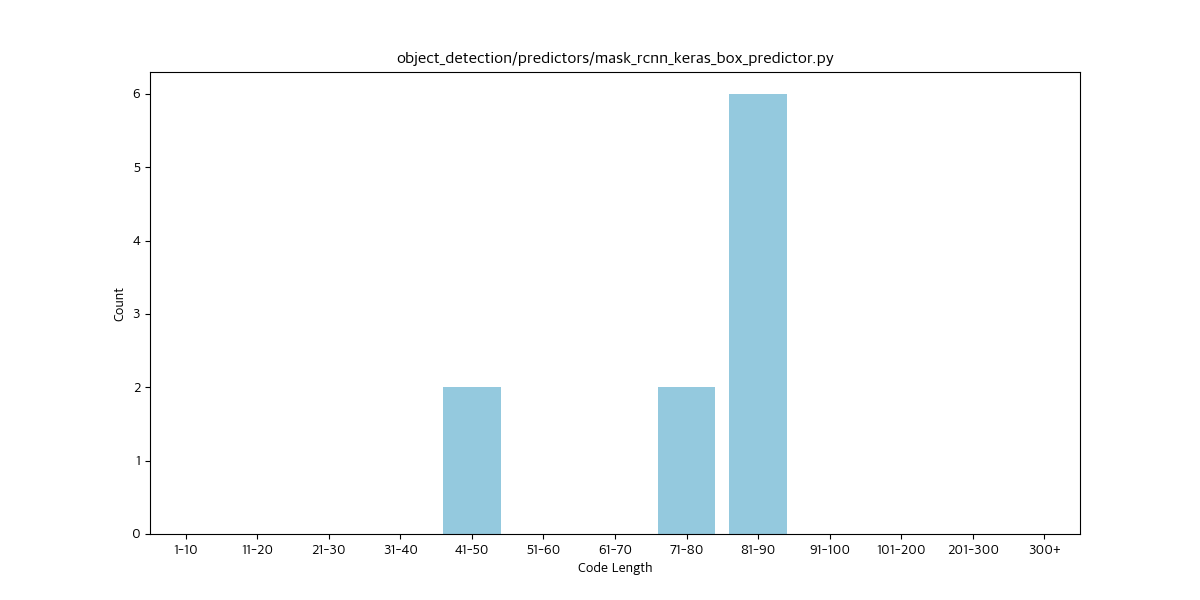 object_detection/predictors/mask_rcnn_keras_box_predictor.py
6
5
4
3
2
1
0
Count
1-10 11-20 21-30 31-40 41-50 51-60 61-70 71-80 81-90 91-100 101-200 201-300 300+
Code Length